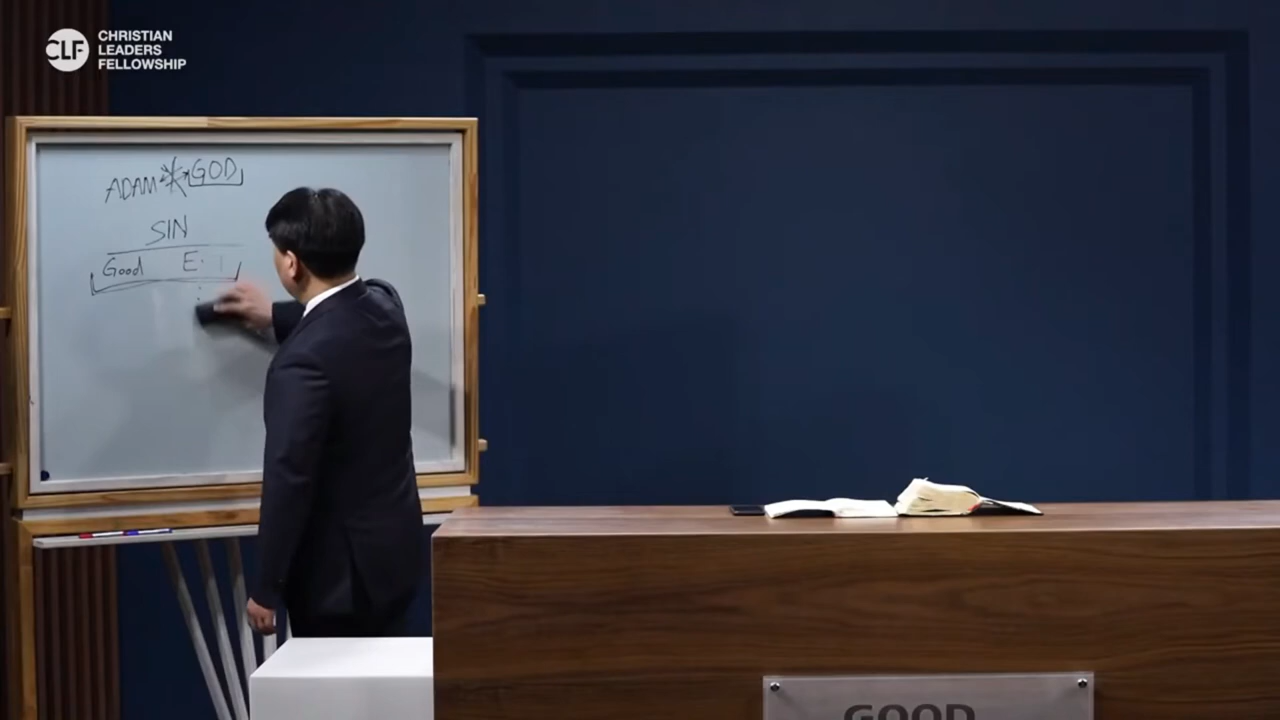 CLF CHRISTIAN
LEADERS
FELLOWSHIP
ADAM GOD
SIN
Good E
GOOD